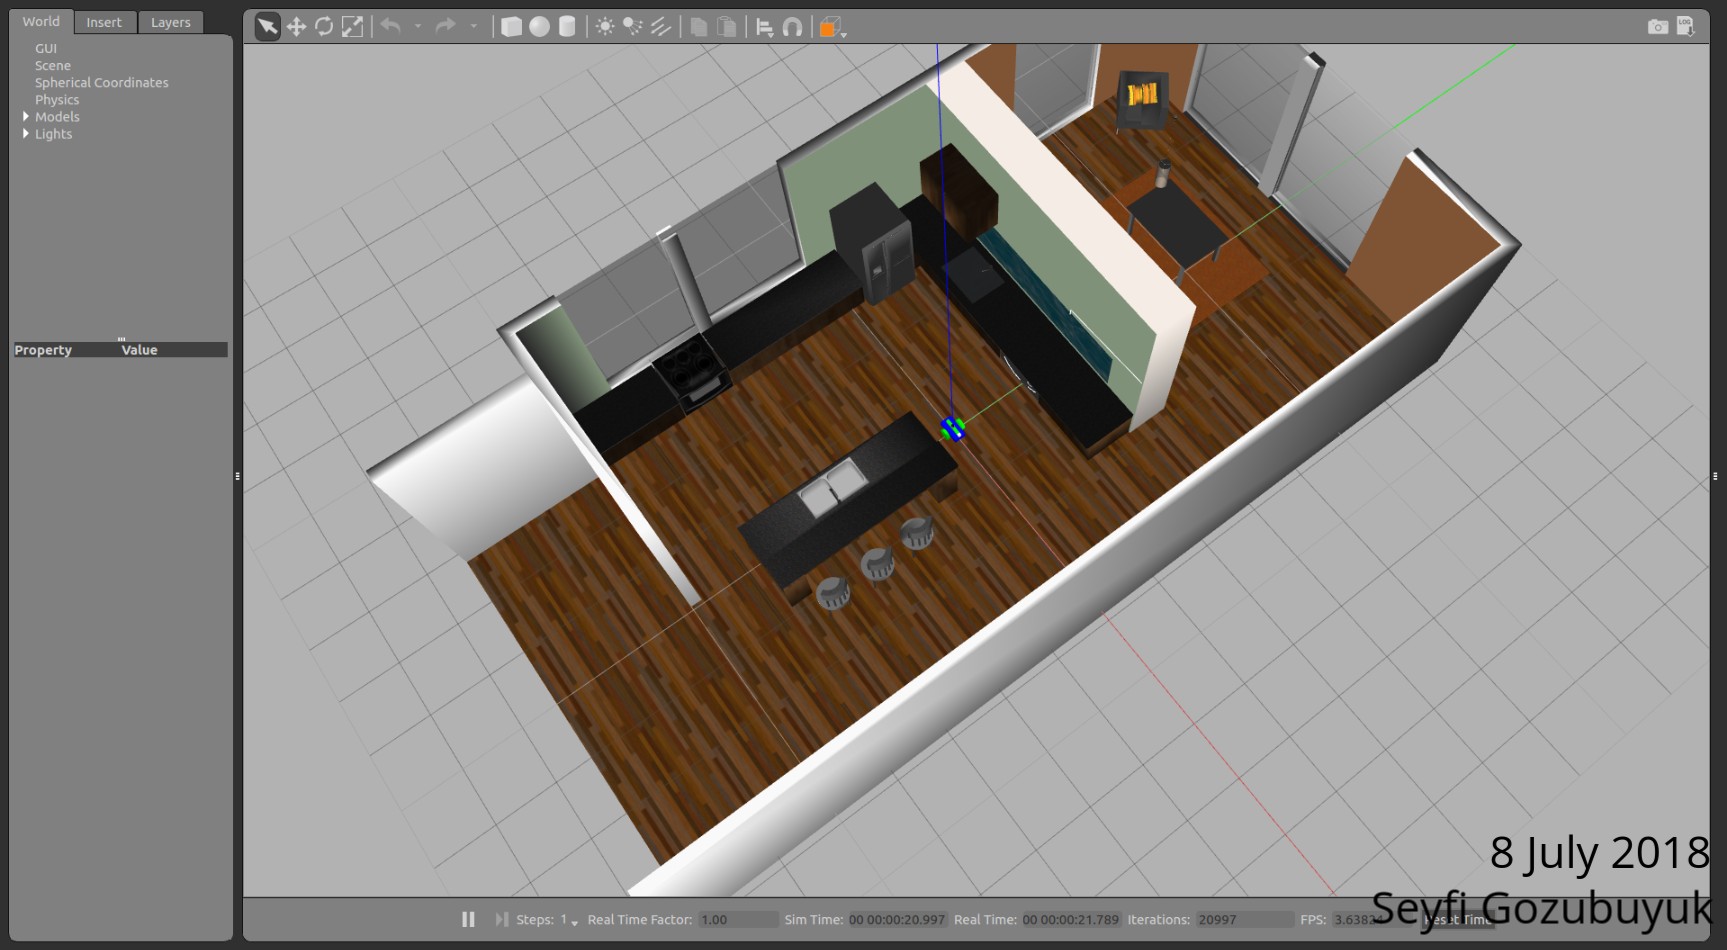 World Insert Layers
GUI
Scene
Spherical Coordinates
Physics
Models
Lights
Property Value
LOG
8 July 2018
Seyfi Gozubuyuk
Steps: 1 Real Time Factor: 1.00 Sim Time: 00 00:00:20.997 Real Time: 00 00:00:21.789 Iterations: 20997 FPS: Reset Time